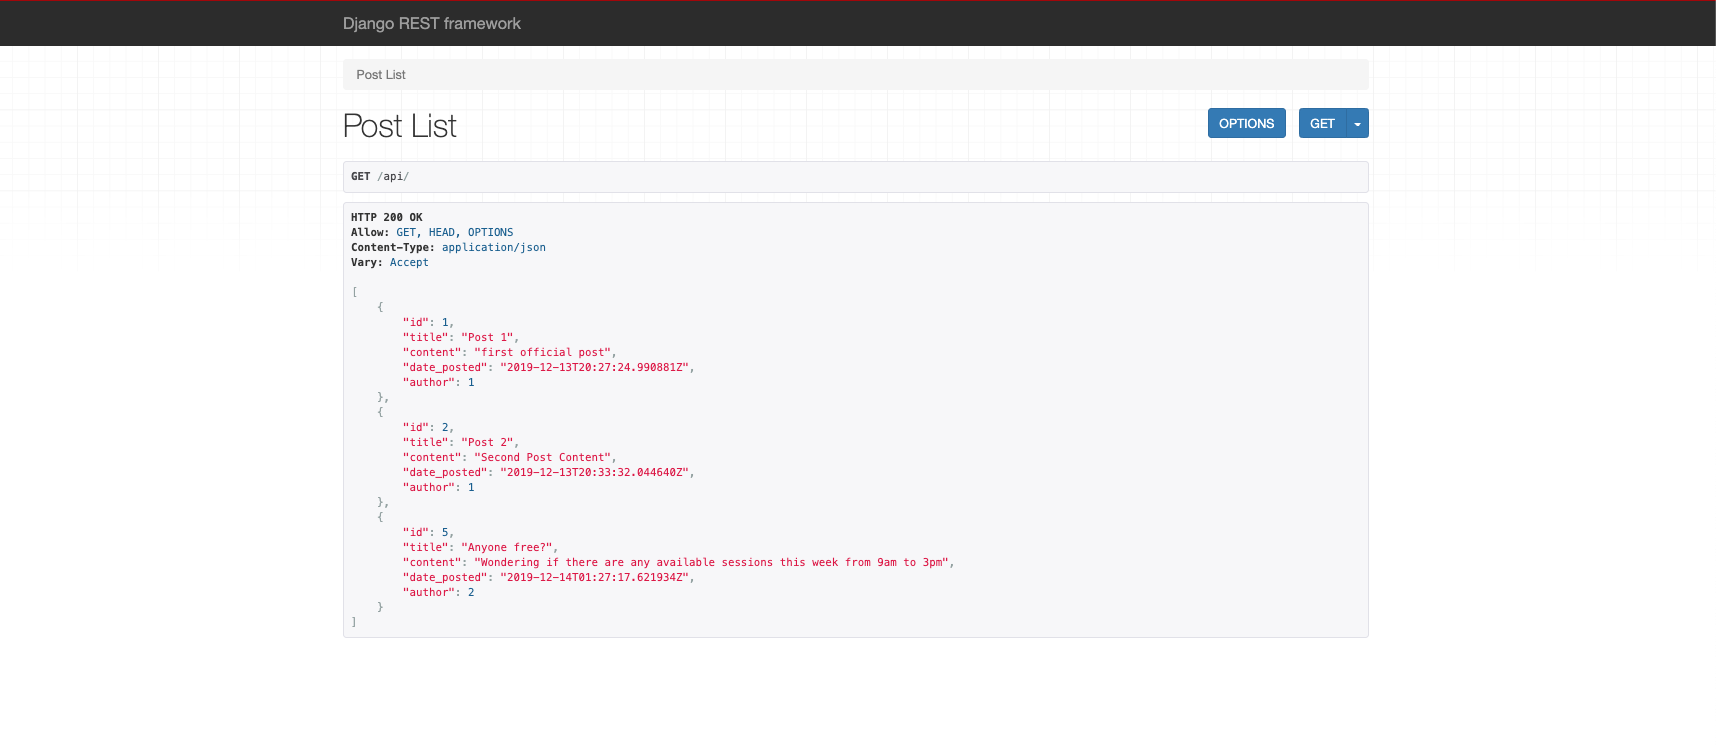 Django REST framework
Post List
Post List
OPTIONS
GET
GET /api/
HTTP 200 OK
Allow: GET, HEAD, OPTIONS
Content-Type: application/json
Vary: Accept
[
    {
        "id": 1,
        "title": "Post 1",
        "content": "first official post",
        "date_posted": "2019-12-13T20:27:24.990881Z",
        "author": 1
    },
    {
        "id": 2,
        "title": "Post 2",
        "content": "Second Post Content",
        "date_posted": "2019-12-13T20:33:32.044640Z",
        "author": 1
    },
    {
        "id": 5,
        "title": "Anyone free?",
        "content": "Wondering if there are any available sessions this week from 9am to 3pm",
        "date_posted": "2019-12-14T01:27:17.621934Z",
        "author": 2
    }
]